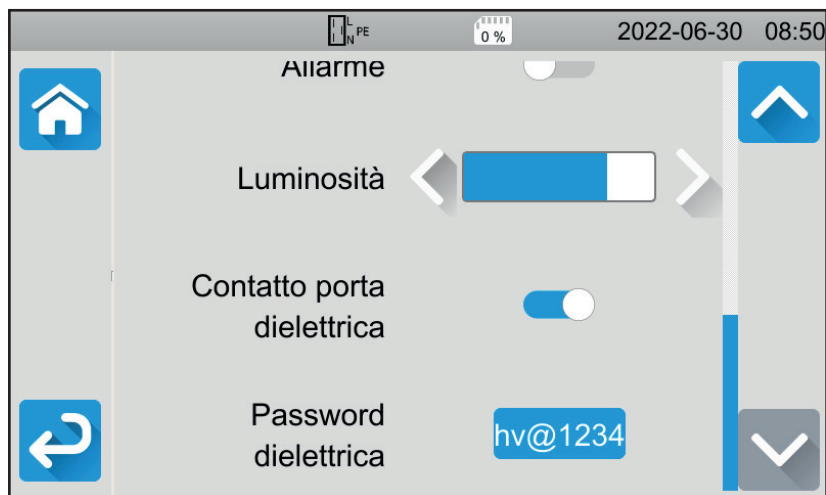 L
N PE
0 %
2022-06-30 08:50
Allarme
Luminosità
Contatto porta
dielettrica
Password
dielettrica
hv@1234